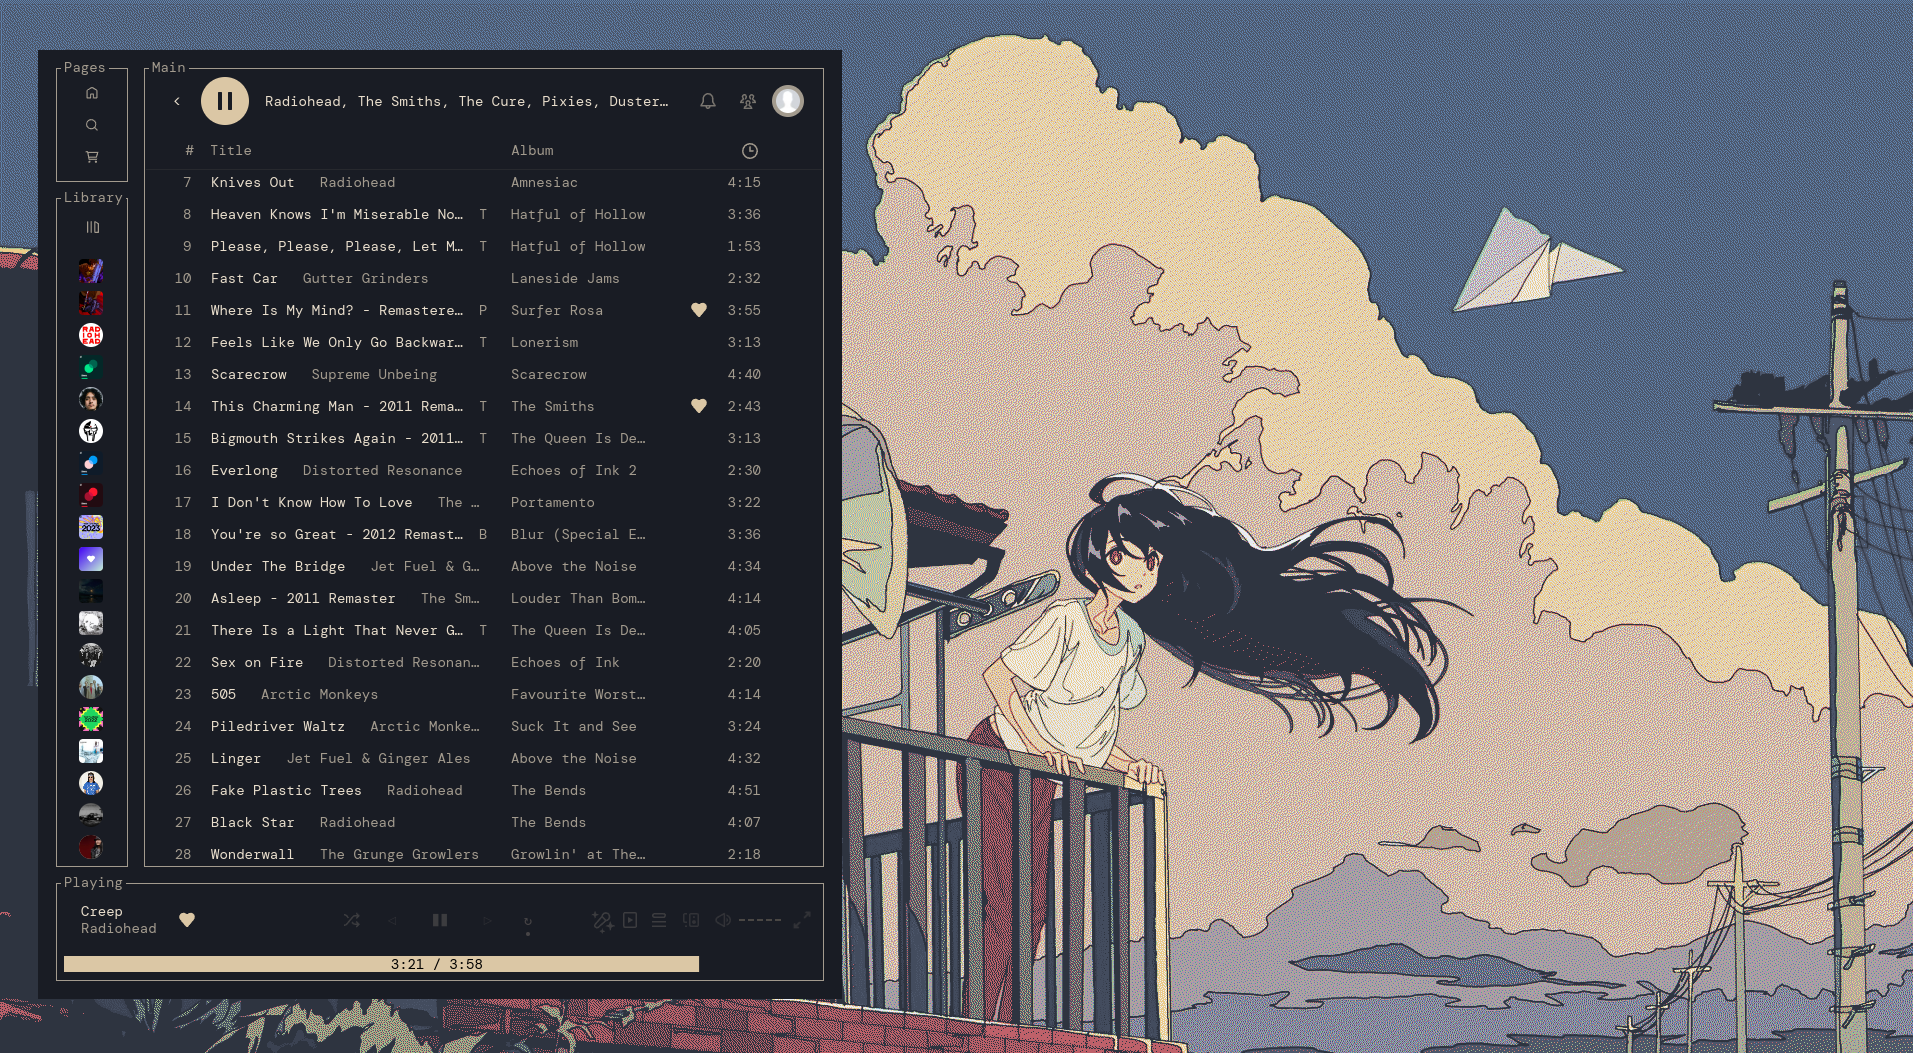 Pages
Main
Radiohead, The Smiths, The Cure, Pixies, Duster…
# Title Album
7 Knives Out Radiohead Amnesiac 4:15
8 Heaven Knows I'm Miserable No… T Hatful of Hollow 3:36
9 Please, Please, Please, Let M… T Hatful of Hollow 1:53
10 Fast Car Gutter Grinders Laneside Jams 2:32
11 Where Is My Mind? - Remastere… P Surfer Rosa 3:55
12 Feels Like We Only Go Backwar… T Lonerism 3:13
13 Scarecrow Supreme Unbeing Scarecrow 4:40
14 This Charming Man - 2011 Rema… T The Smiths 2:43
15 Bigmouth Strikes Again - 2011… T The Queen Is De… 3:13
16 Everlong Distorted Resonance Echoes of Ink 2 2:30
17 I Don't Know How To Love The … Portamento 3:22
18 You're so Great - 2012 Remast… B Blur (Special E… 3:36
19 Under The Bridge Jet Fuel & G… Above the Noise 4:34
20 Asleep - 2011 Remaster The Sm… Louder Than Bom… 4:14
21 There Is a Light That Never G… T The Queen Is De… 4:05
22 Sex on Fire Distorted Resonan… Echoes of Ink 2:20
23 505 Arctic Monkeys Favourite Worst… 4:14
24 Piledriver Waltz Arctic Monke… Suck It and See 3:24
25 Linger Jet Fuel & Ginger Ales Above the Noise 4:32
26 Fake Plastic Trees Radiohead The Bends 4:51
27 Black Star Radiohead The Bends 4:07
28 Wonderwall The Grunge Growlers Growlin' at The… 2:18
Library
RAD
IOH
EAD
2023
Playing
Creep
Radiohead
3:21 / 3:58